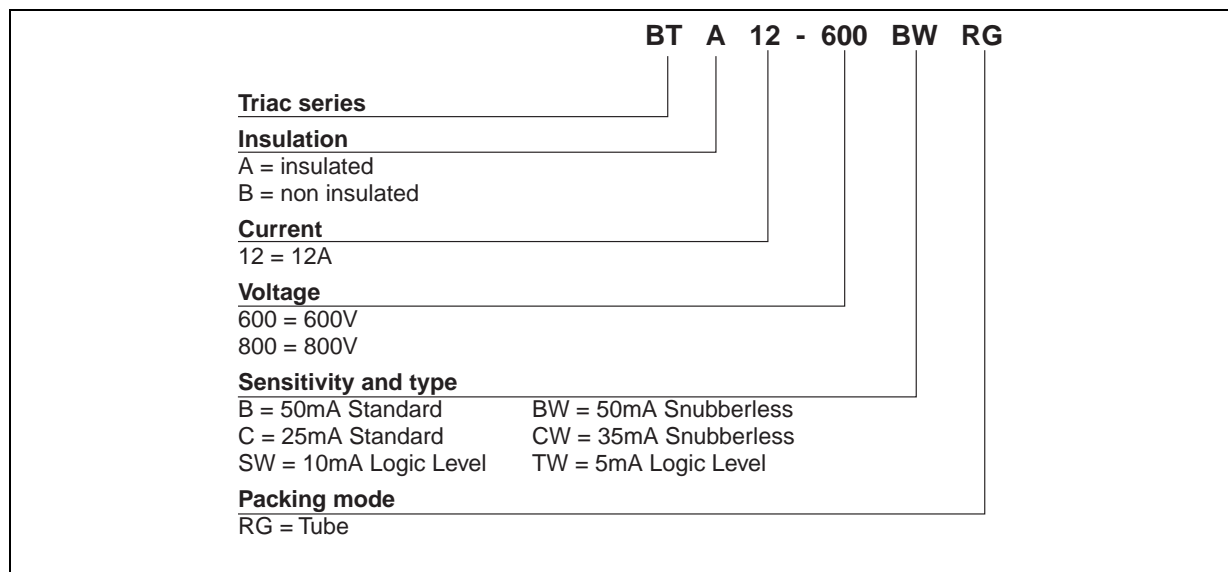 BT A 12 - 600 BW RG
Triac series
Insulation
A = insulated
B = non insulated
Current
12 = 12A
Voltage
600 = 600V
800 = 800V
Sensitivity and type
B = 50mA Standard BW = 50mA Snubberless
C = 25mA Standard CW = 35mA Snubberless
SW = 10mA Logic Level TW = 5mA Logic Level
Packing mode
RG = Tube